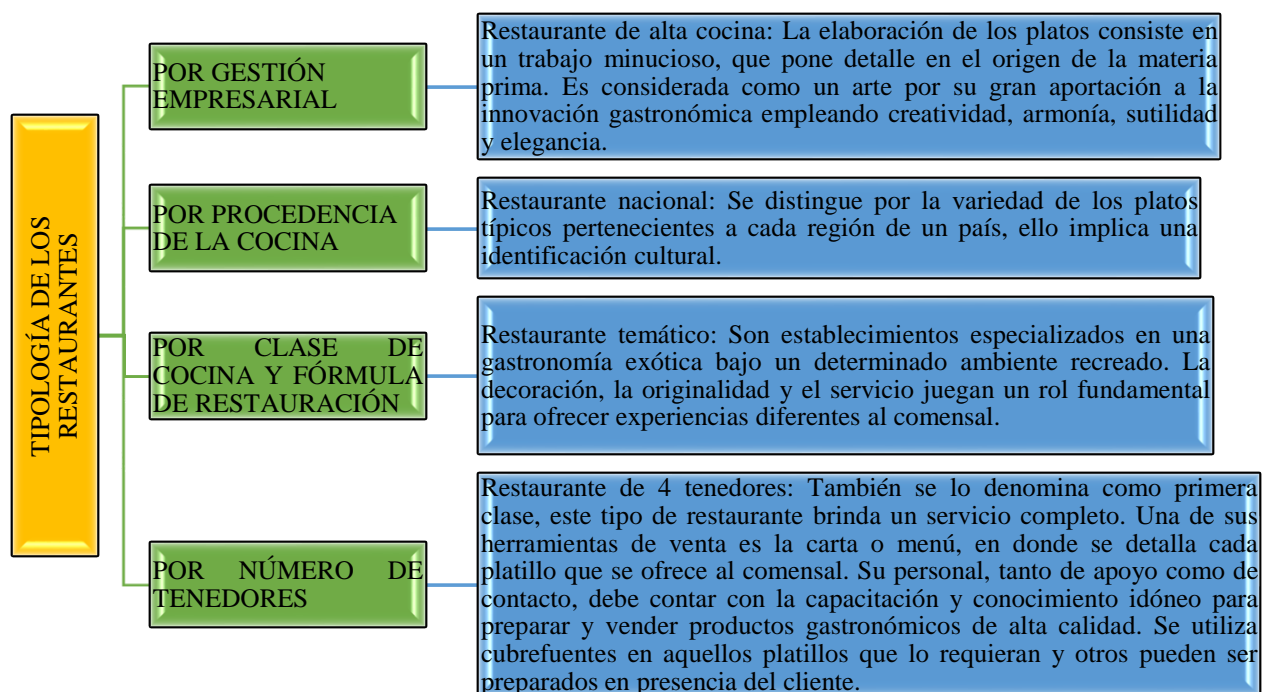 TIPOLOGÍA DE LOS
RESTAURANTES
POR GESTIÓN
EMPRESARIAL
Restaurante de alta cocina: La elaboración de los platos consiste en
un trabajo minucioso, que pone detalle en el origen de la materia
prima. Es considerada como un arte por su gran aportación a la
innovación gastronómica empleando creatividad, armonía, sutilidad
y elegancia.
POR PROCEDENCIA
DE LA COCINA
Restaurante nacional: Se distingue por la variedad de los platos
típicos pertenecientes a cada región de un país, ello implica una
identificación cultural.
POR CLASE DE
COCINA Y FÓRMULA
DE RESTAURACIÓN
Restaurante temático: Son establecimientos especializados en una
gastronomía exótica bajo un determinado ambiente recreado. La
decoración, la originalidad y el servicio juegan un rol fundamental
para ofrecer experiencias diferentes al comensal.
POR NÚMERO DE
TENEDORES
Restaurante de 4 tenedores: También se lo denomina como primera
clase, este tipo de restaurante brinda un servicio completo. Una de sus
herramientas de venta es la carta o menú, en donde se detalla cada
platillo que se ofrece al comensal. Su personal, tanto de apoyo como de
contacto, debe contar con la capacitación y conocimiento idóneo para
preparar y vender productos gastronómicos de alta calidad. Se utiliza
cubrefuentes en aquellos platillos que lo requieran y otros pueden ser
preparados en presencia del cliente.